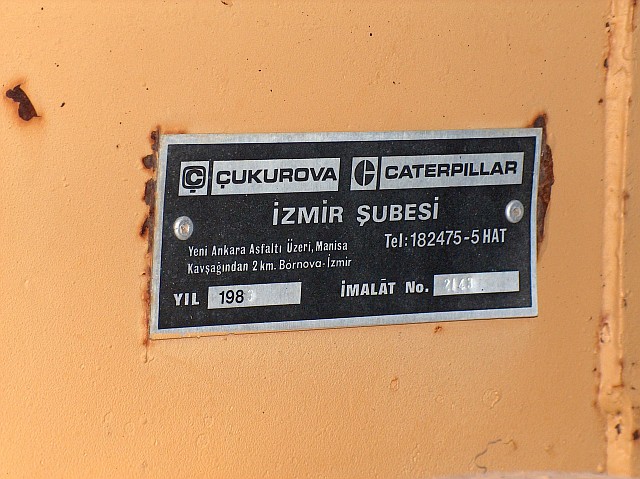 Ç ÇUKUROVA C CATERPILLAR
İZMİR ŞUBESİ
Yeni Ankara Asfaltı Üzeri, Manisa
Kavşağından 2 km. Bornova-İzmir
Tel: 182475-5 HAT
YIL 198
İMALÂT No.